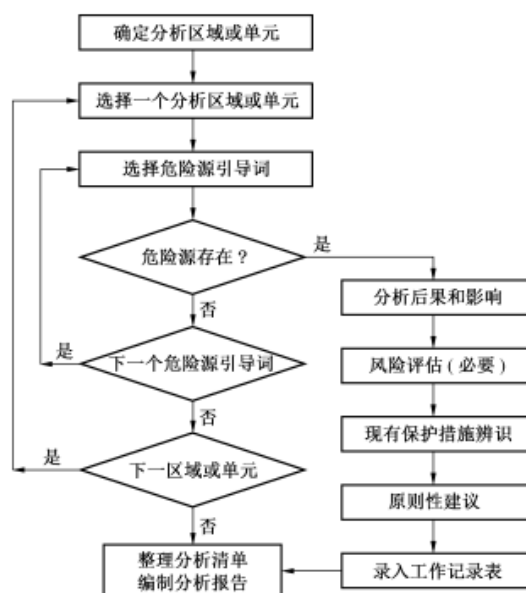 确定分析区域或单元
选择一个分析区域或单元
选择危险源引导词
危险源存在？
是
否
分析后果和影响
下一个危险源引导词
是
否
风险评估(必要)
现有保护措施辨识
下一区域或单元
是
否
原则性建议
整理分析清单
编制分析报告
录入工作记录表